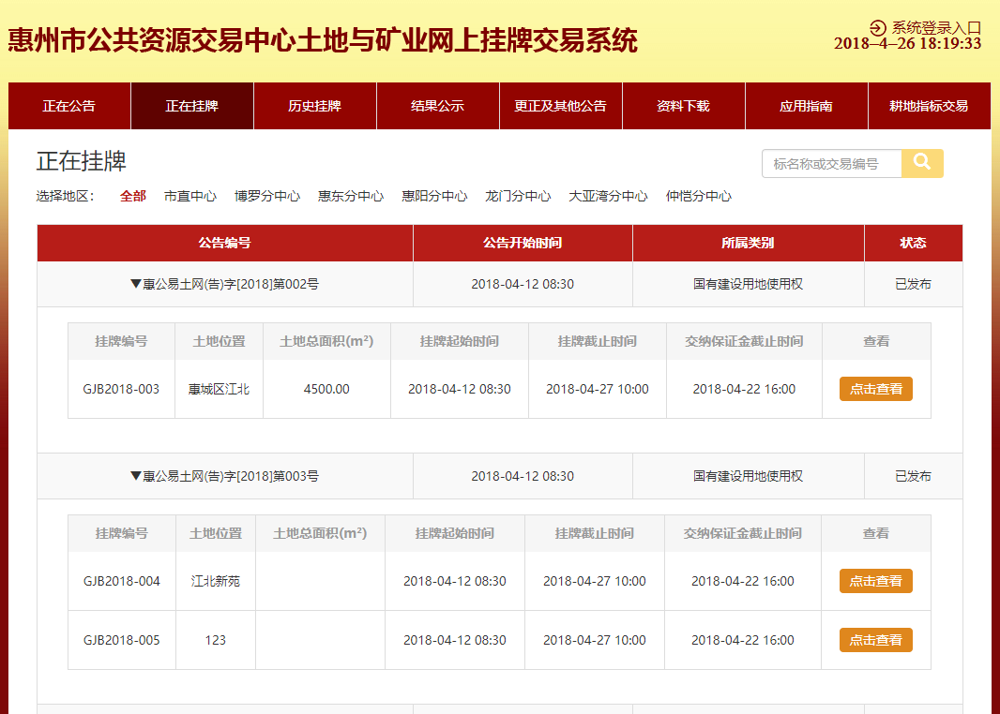 惠州市公共资源交易中心土地与矿业网上挂牌交易系统
系统登录入口
2018–4–26 18:19:33
正在公告 正在挂牌 历史挂牌 结果公示 更正及其他公告 资料下载 应用指南 耕地指标交易
正在挂牌
标名称或交易编号
选择地区： 全部 市直中心 博罗分中心 惠东分中心 惠阳分中心 龙门分中心 大亚湾分中心 仲恺分中心
公告编号 公告开始时间 所属类别 状态
▼惠公易土网(告)字[2018]第002号 2018-04-12 08:30 国有建设用地使用权 已发布
挂牌编号 土地位置 土地总面积(m²) 挂牌起始时间 挂牌截止时间 交纳保证金截止时间 查看
GJB2018-003 惠城区江北 4500.00 2018-04-12 08:30 2018-04-27 10:00 2018-04-22 16:00 点击查看
▼惠公易土网(告)字[2018]第003号 2018-04-12 08:30 国有建设用地使用权 已发布
挂牌编号 土地位置 土地总面积(m²) 挂牌起始时间 挂牌截止时间 交纳保证金截止时间 查看
GJB2018-004 江北新苑 2018-04-12 08:30 2018-04-27 10:00 2018-04-22 16:00 点击查看
GJB2018-005 123 2018-04-12 08:30 2018-04-27 10:00 2018-04-22 16:00 点击查看